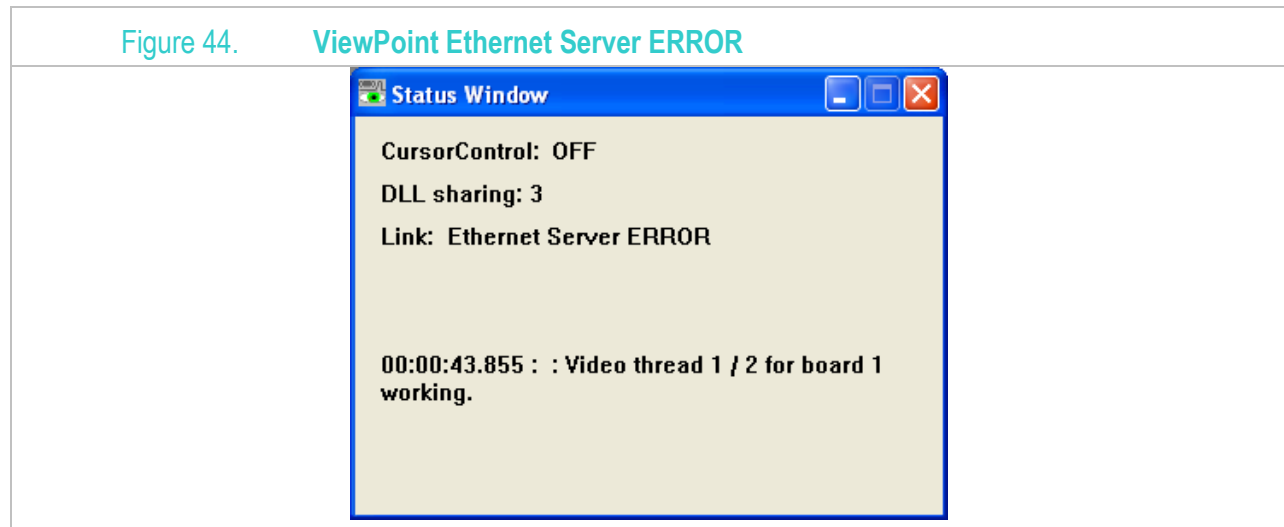 Figure 44. ViewPoint Ethernet Server ERROR
Status Window
CursorControl: OFF
DLL sharing: 3
Link: Ethernet Server ERROR
00:00:43.855 : : Video thread 1 / 2 for board 1
working.